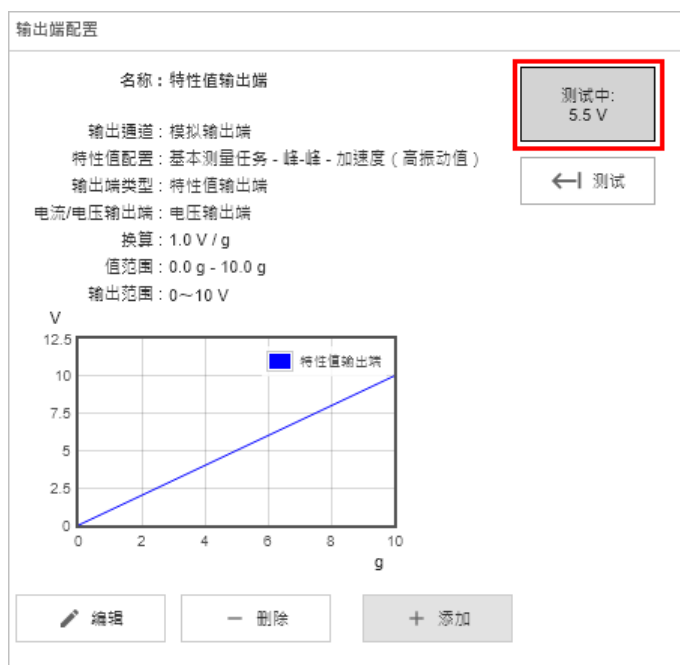 输出端配置
名称：特性值输出端
输出通道：模拟输出端
特性值配置：基本测量任务 - 峰-峰 - 加速度（高振动值）
输出端类型：特性值输出端
电流/电压输出端：电压输出端
换算：1.0 V / g
值范围：0.0 g - 10.0 g
输出范围：0～10 V
测试中:
5.5 V
测试
V
12.5
10
7.5
5
2.5
0
特性值输出端
0 2 4 6 8 10
g
编辑
删除
添加